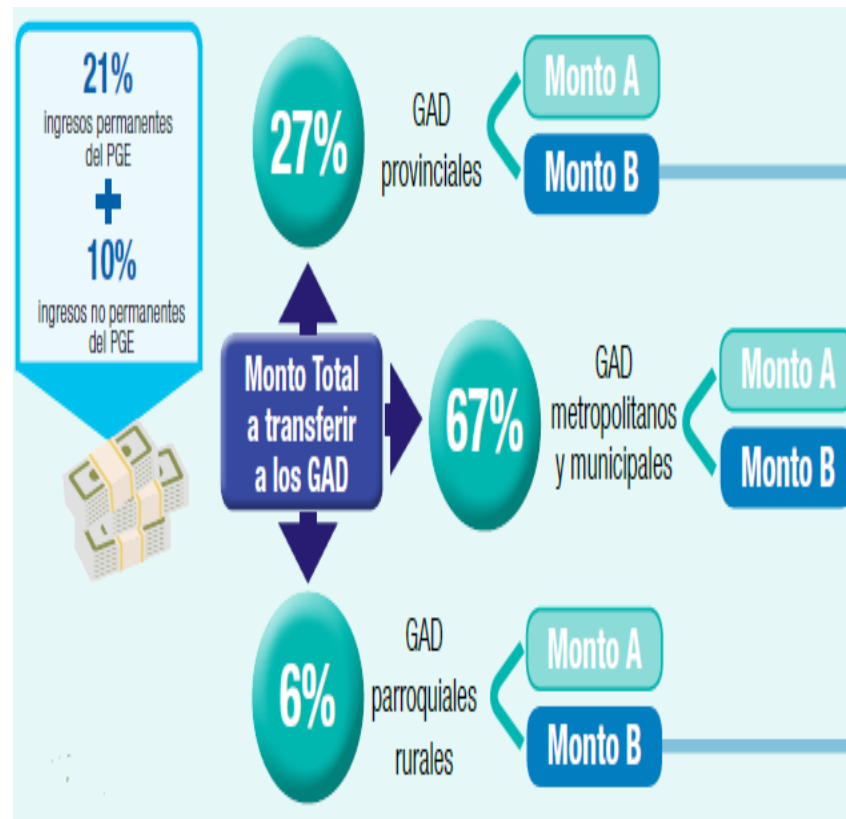 21%
ingresos permanentes
del PGE
+
10%
ingresos no permanentes
del PGE
27%
GAD
provinciales
Monto A
Monto B
Monto Total
a transferir
a los GAD
67%
GAD
metropolitanos
y municipales
Monto A
Monto B
6%
GAD
parroquiales
rurales
Monto A
Monto B